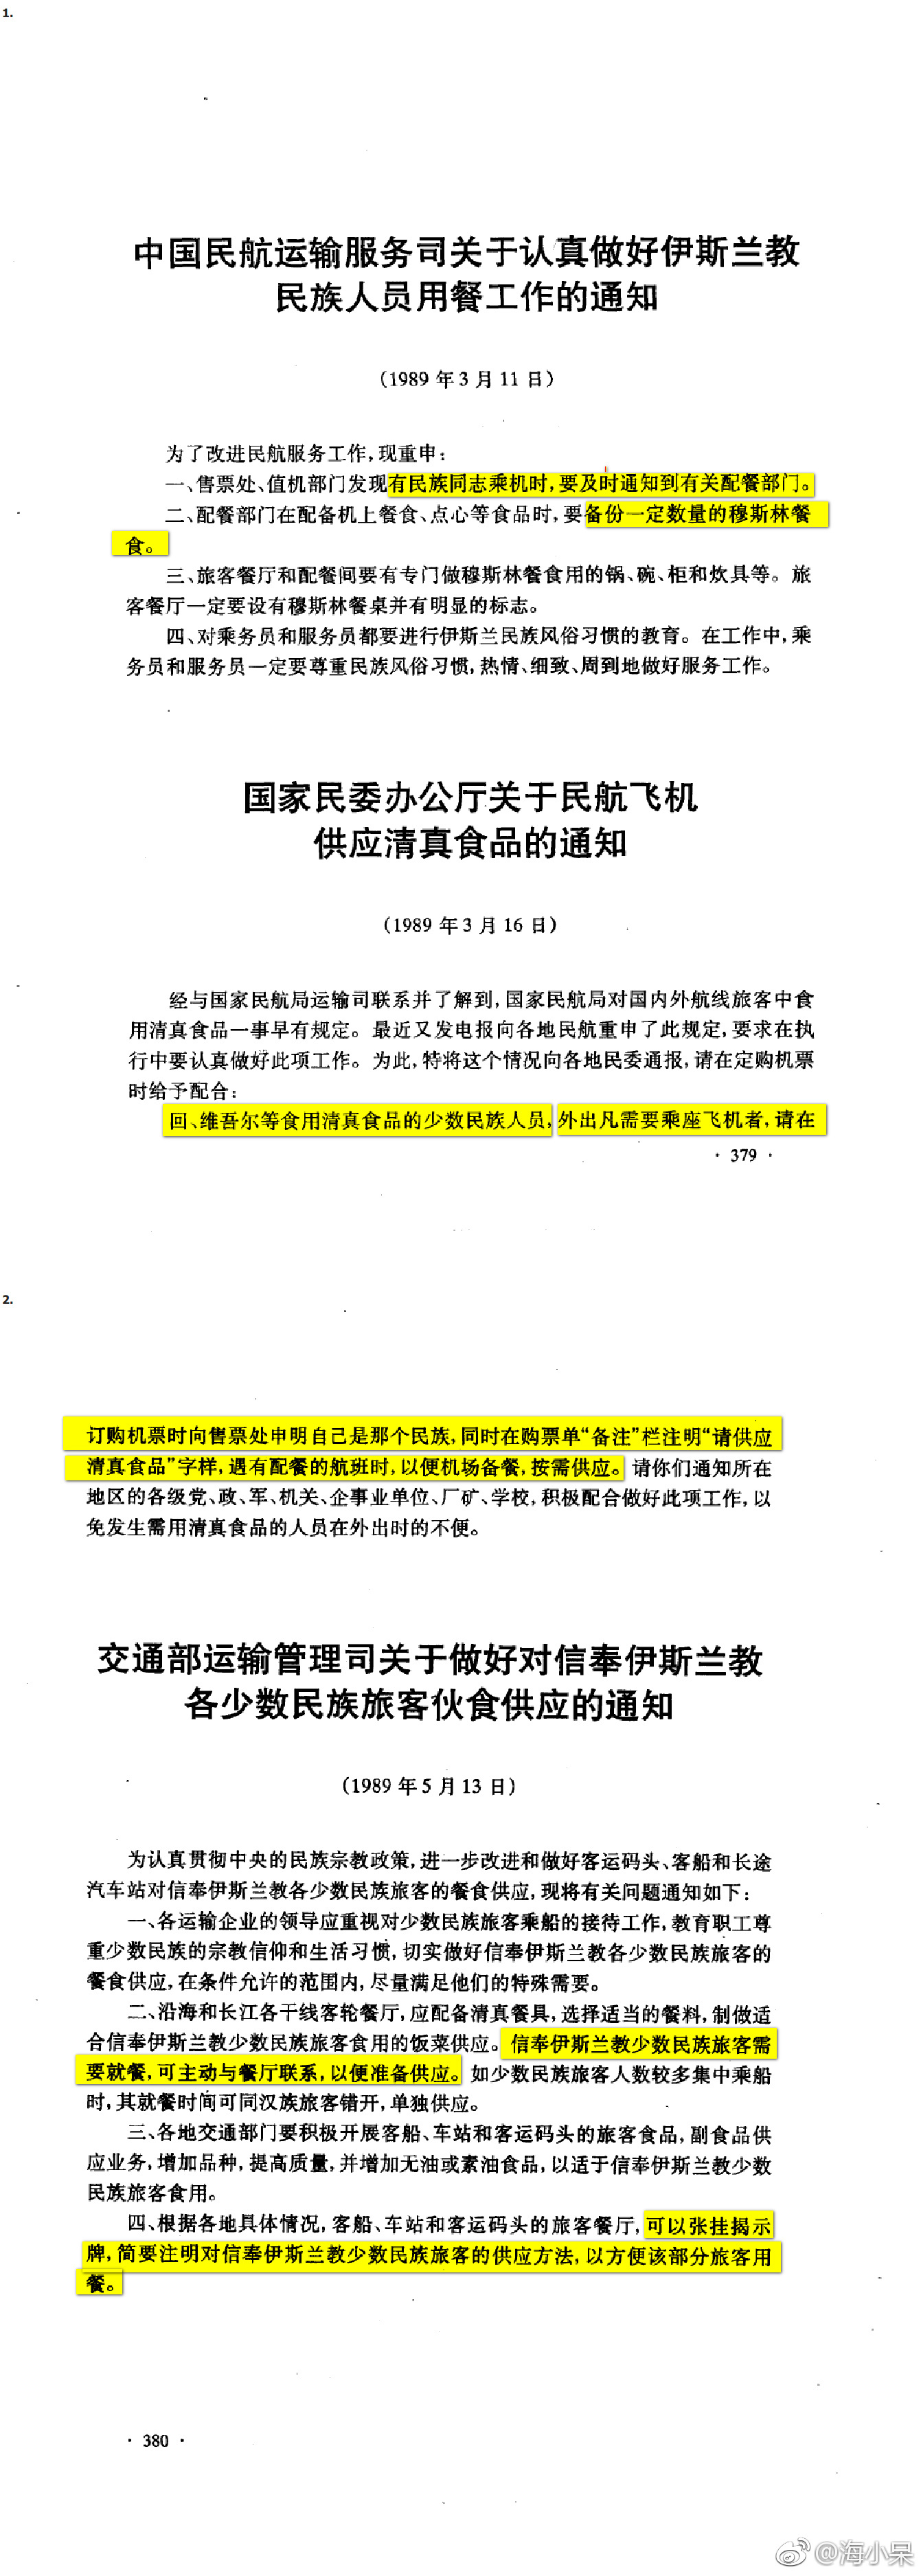 1.
中国民航运输服务司关于认真做好伊斯兰教
民族人员用餐工作的通知
(1989 年 3 月 11 日)
为了改进民航服务工作,现重申:
一、售票处、值机部门发现有民族同志乘机时,要及时通知到有关配餐部门。
二、配餐部门在配备机上餐食、点心等食品时,要备份一定数量的穆斯林餐
食。
三、旅客餐厅和配餐间要有专门做穆斯林餐食用的锅、碗、柜和炊具等。旅
客餐厅一定要设有穆斯林餐桌并有明显的标志。
四、对乘务员和服务员都要进行伊斯兰民族风俗习惯的教育。在工作中,乘
务员和服务员一定要尊重民族风俗习惯,热情、细致、周到地做好服务工作。
国家民委办公厅关于民航飞机
供应清真食品的通知
(1989 年 3 月 16 日)
经与国家民航局运输司联系并了解到,国家民航局对国内外航线旅客中食
用清真食品一事早有规定。最近又发电报向各地民航重申了此规定,要求在执
行中要认真做好此项工作。为此,特将这个情况向各地民委通报,请在定购机票
时给予配合:
回、维吾尔等食用清真食品的少数民族人员,外出凡需要乘座飞机者,请在
· 379 ·
2.
订购机票时向售票处申明自己是那个民族,同时在购票单“备注”栏注明“请供应
清真食品”字样,遇有配餐的航班时,以便机场备餐,按需供应。请你们通知所在
地区的各级党、政、军、机关、企事业单位、厂矿、学校,积极配合做好此项工作,以
免发生需用清真食品的人员在外出时的不便。
交通部运输管理司关于做好对信奉伊斯兰教
各少数民族旅客伙食供应的通知
(1989 年 5 月 13 日)
为认真贯彻中央的民族宗教政策,进一步改进和做好客运码头、客船和长途
汽车站对信奉伊斯兰教各少数民族旅客的餐食供应,现将有关问题通知如下:
一、各运输企业的领导应重视对少数民族旅客乘船的接待工作,教育职工尊
重少数民族的宗教信仰和生活习惯,切实做好信奉伊斯兰教各少数民族旅客的
餐食供应,在条件允许的范围内,尽量满足他们的特殊需要。
二、沿海和长江各干线客轮餐厅,应配备清真餐具,选择适当的餐料,制做适
合信奉伊斯兰教少数民族旅客食用的饭菜供应。信奉伊斯兰教少数民族旅客需
要就餐,可主动与餐厅联系,以便准备供应。如少数民族旅客人数较多集中乘船
时,其就餐时间可同汉族旅客错开,单独供应。
三、各地交通部门要积极开展客船、车站和客运码头的旅客食品,副食品供
应业务,增加品种,提高质量,并增加无油或素油食品,以适于信奉伊斯兰教少数
民族旅客食用。
四、根据各地具体情况,客船、车站和客运码头的旅客餐厅,可以张挂揭示
牌,简要注明对信奉伊斯兰教少数民族旅客的供应方法,以方便该部分旅客用
餐。
· 380 ·
@海小呆